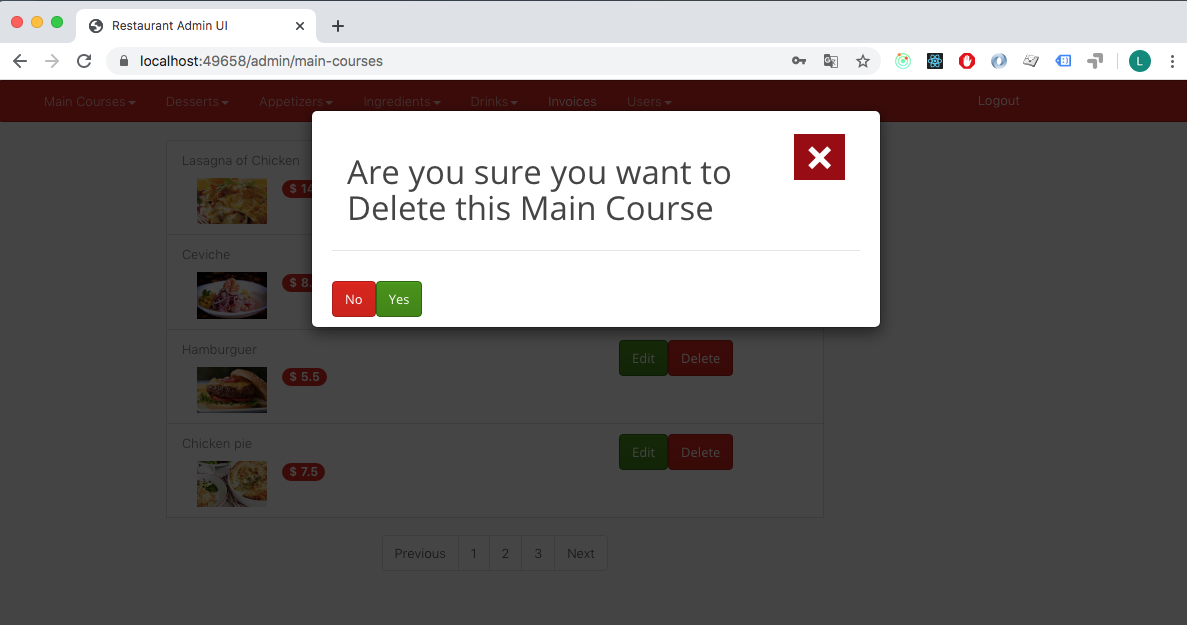 Restaurant Admin UI
localhost:49658/admin/main-courses
L
Main Courses Desserts Appetizers Ingredients Drinks Invoices Users Logout
Are you sure you want to
Delete this Main Course
No Yes
Lasagna of Chicken
$ 14
Ceviche
$ 8.
Hamburguer
$ 5.5
Edit Delete
Chicken pie
$ 7.5
Edit Delete
Previous 1 2 3 Next